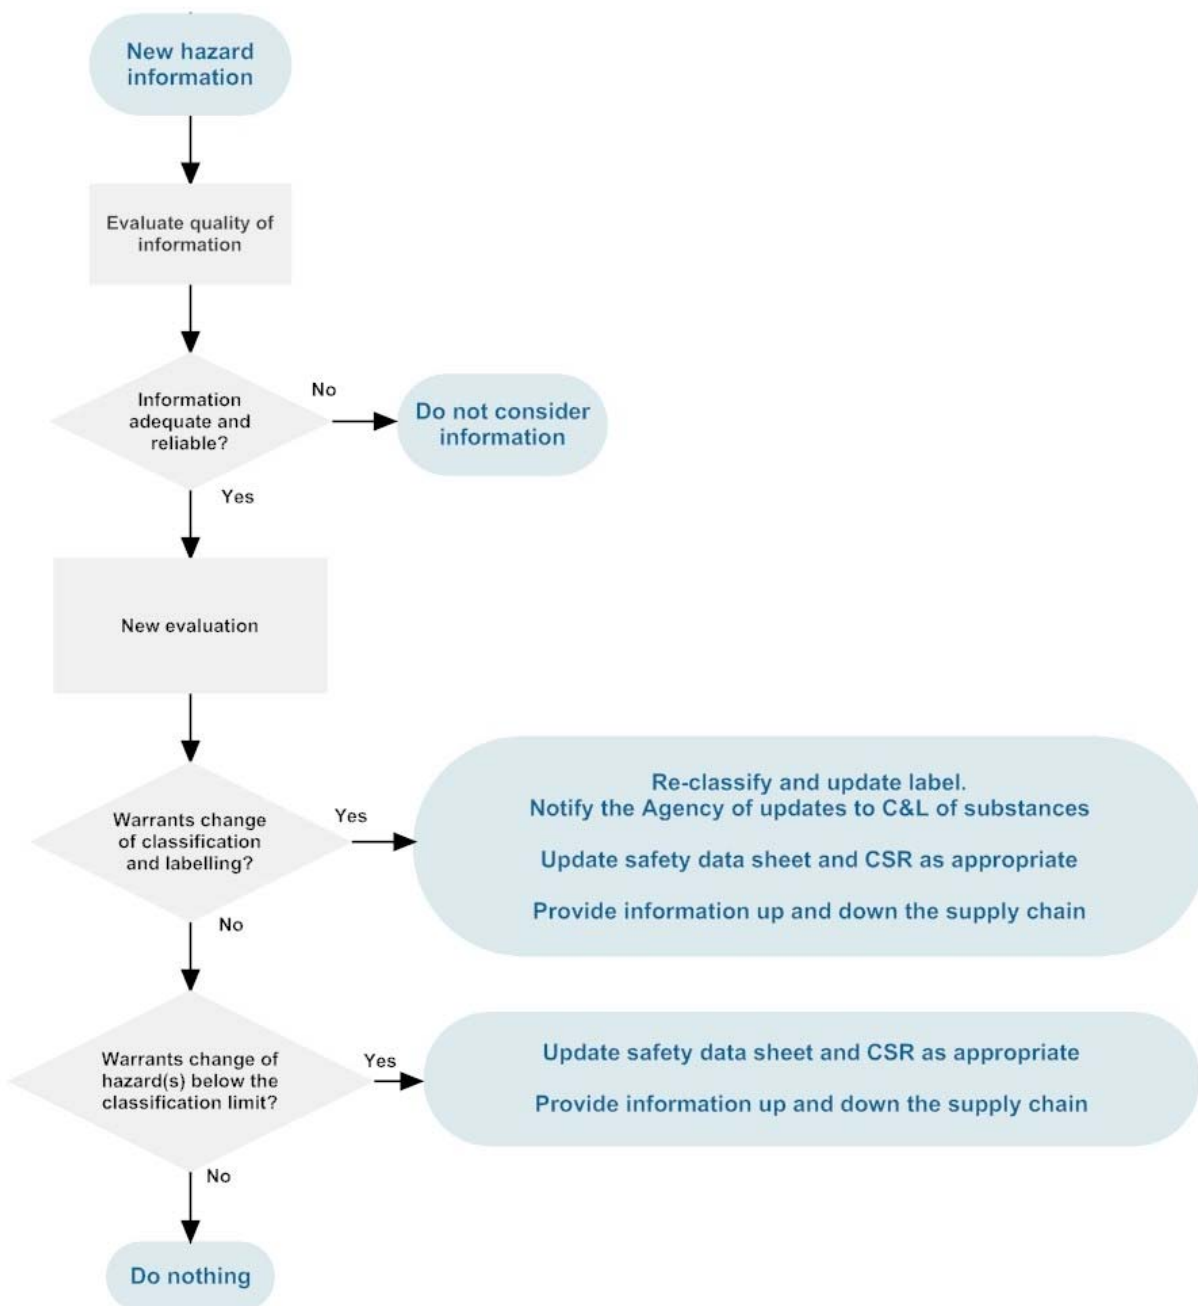 New hazard
information
Evaluate quality of
information
Information
adequate and
reliable?
No
Do not consider
information
Yes
New evaluation
Warrants change
of classification
and labelling?
Yes
Re-classify and update label.
Notify the Agency of updates to C&L of substances
Update safety data sheet and CSR as appropriate
Provide information up and down the supply chain
No
Warrants change of
hazard(s) below the
classification limit?
Yes
Update safety data sheet and CSR as appropriate
Provide information up and down the supply chain
No
Do nothing